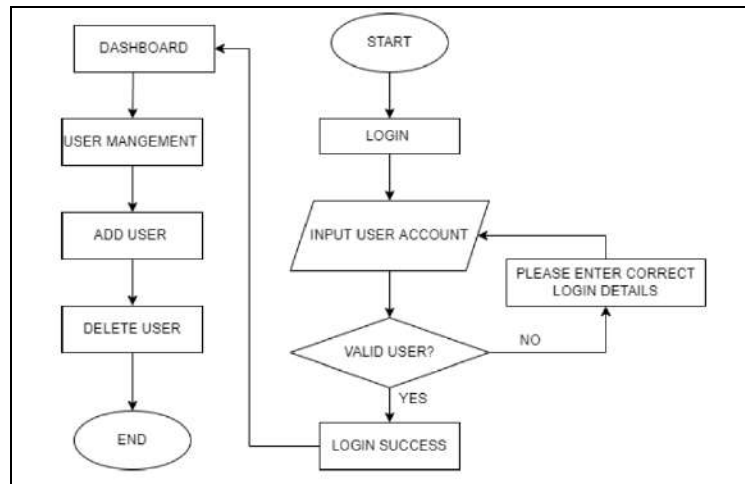 START
LOGIN
INPUT USER ACCOUNT
PLEASE ENTER CORRECT
LOGIN DETAILS
VALID USER?
NO
YES
LOGIN SUCCESS
DASHBOARD
USER MANGEMENT
ADD USER
DELETE USER
END